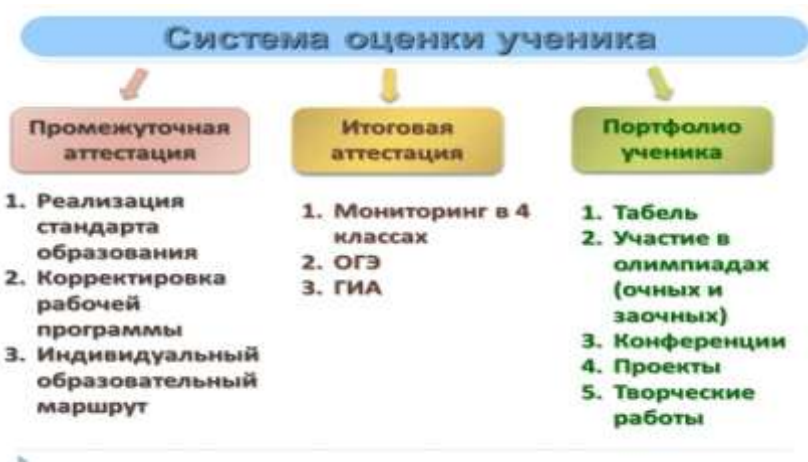 Система оценки ученика
Промежуточная
аттестация
1. Реализация
стандарта
образования
2. Корректировка
рабочей
программы
3. Индивидуальный
образовательный
маршрут
Итоговая
аттестация
1. Мониторинг в 4
классах
2. ОГЭ
3. ГИА
Портфолио
ученика
1. Табель
2. Участие в
олимпиадах
(очных и
заочных)
3. Конференции
4. Проекты
5. Творческие
работы